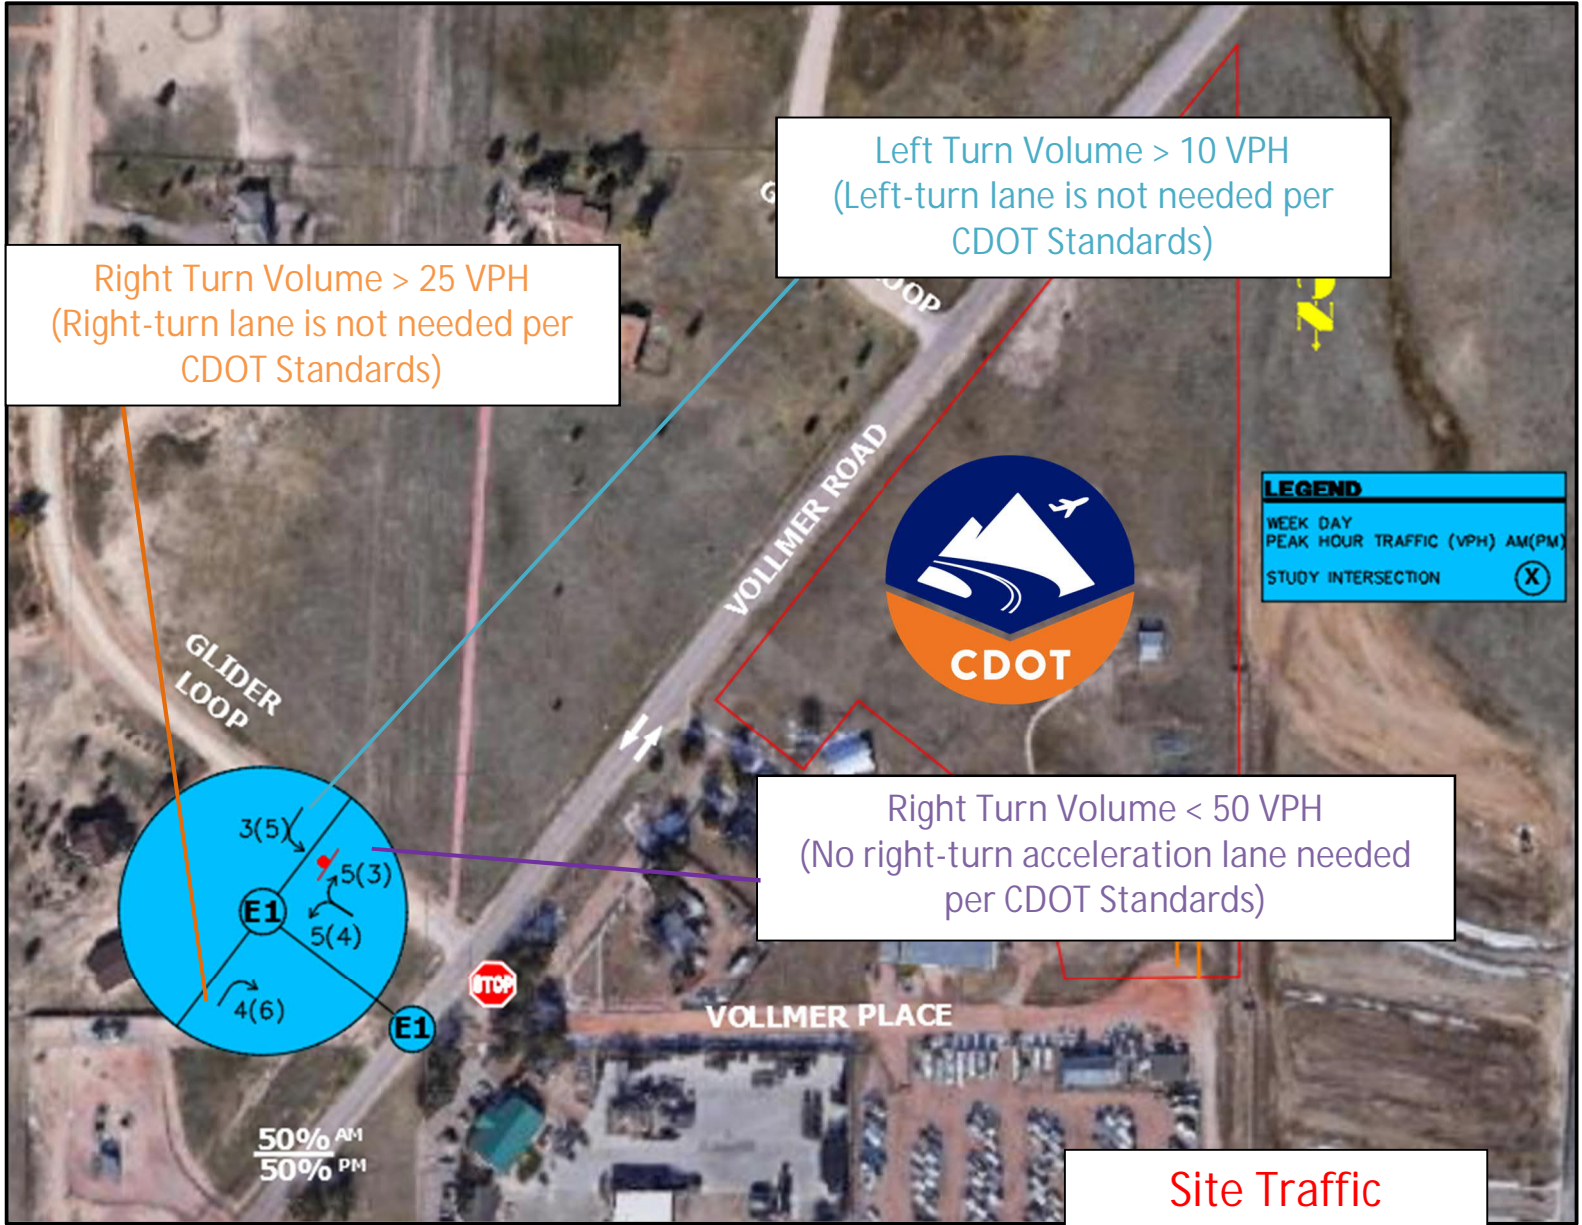 Left Turn Volume > 10 VPH
(Left-turn lane is not needed per
CDOT Standards)
Right Turn Volume > 25 VPH
(Right-turn lane is not needed per
CDOT Standards)
VOLLMER ROAD
CDOT
LEGEND
WEEK DAY
PEAK HOUR TRAFFIC (VPH) AM(PM)
STUDY INTERSECTION X
GLIDER
LOOP
Right Turn Volume < 50 VPH
(No right-turn acceleration lane needed
per CDOT Standards)
3(5)
5(3)
E1
5(4)
4(6)
STOP
E1
VOLLMER PLACE
50% AM
50% PM
Site Traffic